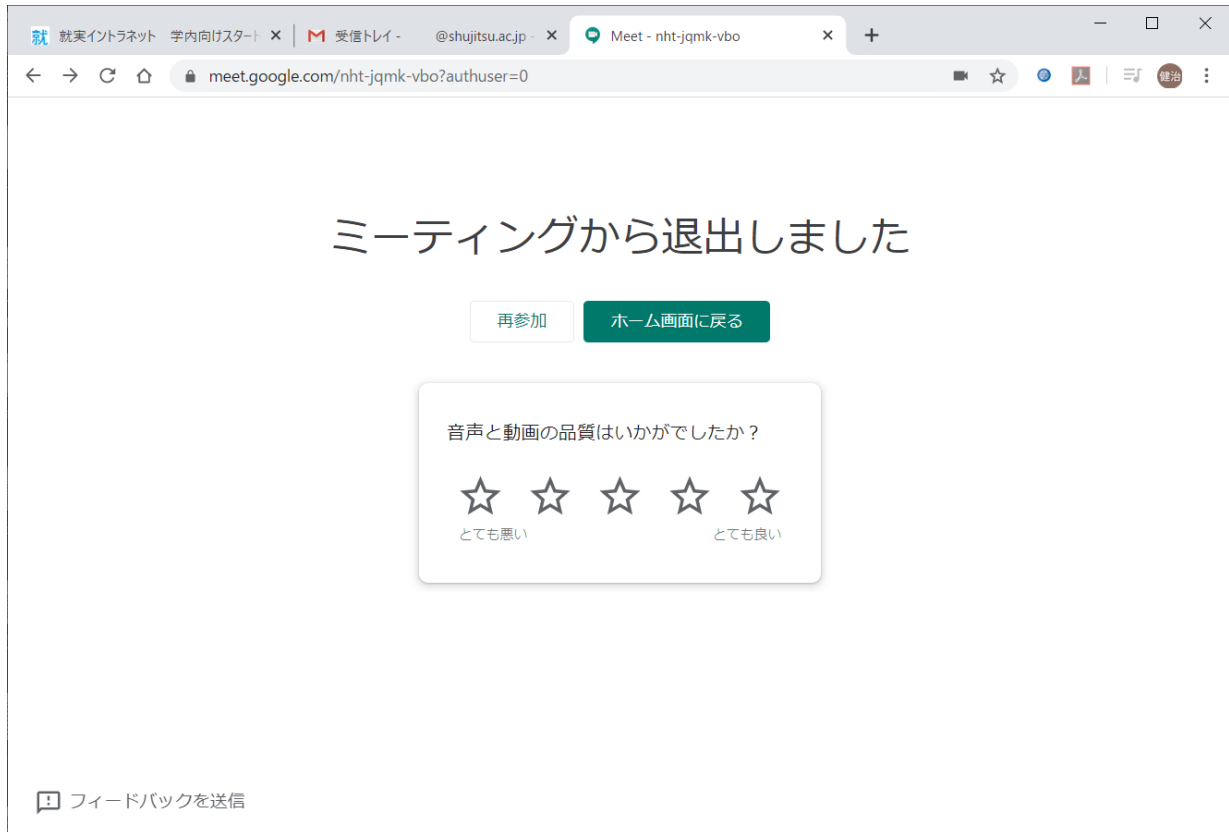 就 就実イントラネット 学内向けスタート
受信トレイ - @shujitsu.ac.jp -
Meet - nht-jqmk-vbo
meet.google.com/nht-jqmk-vbo?authuser=0
健治
ミーティングから退出しました
再参加
ホーム画面に戻る
音声と動画の品質はいかがでしたか？
とても悪い
とても良い
フィードバックを送信